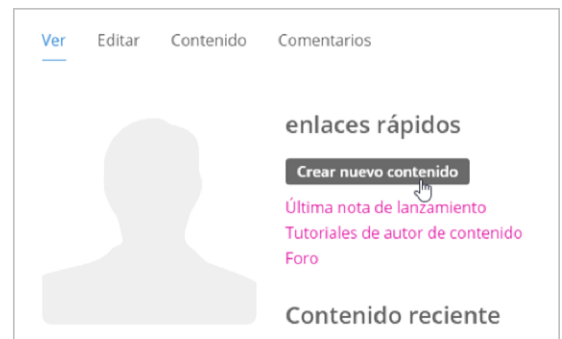 Ver Editar Contenido Comentarios
enlaces rápidos
Crear nuevo contenido
Última nota de lanzamiento
Tutoriales de autor de contenido
Foro
Contenido reciente